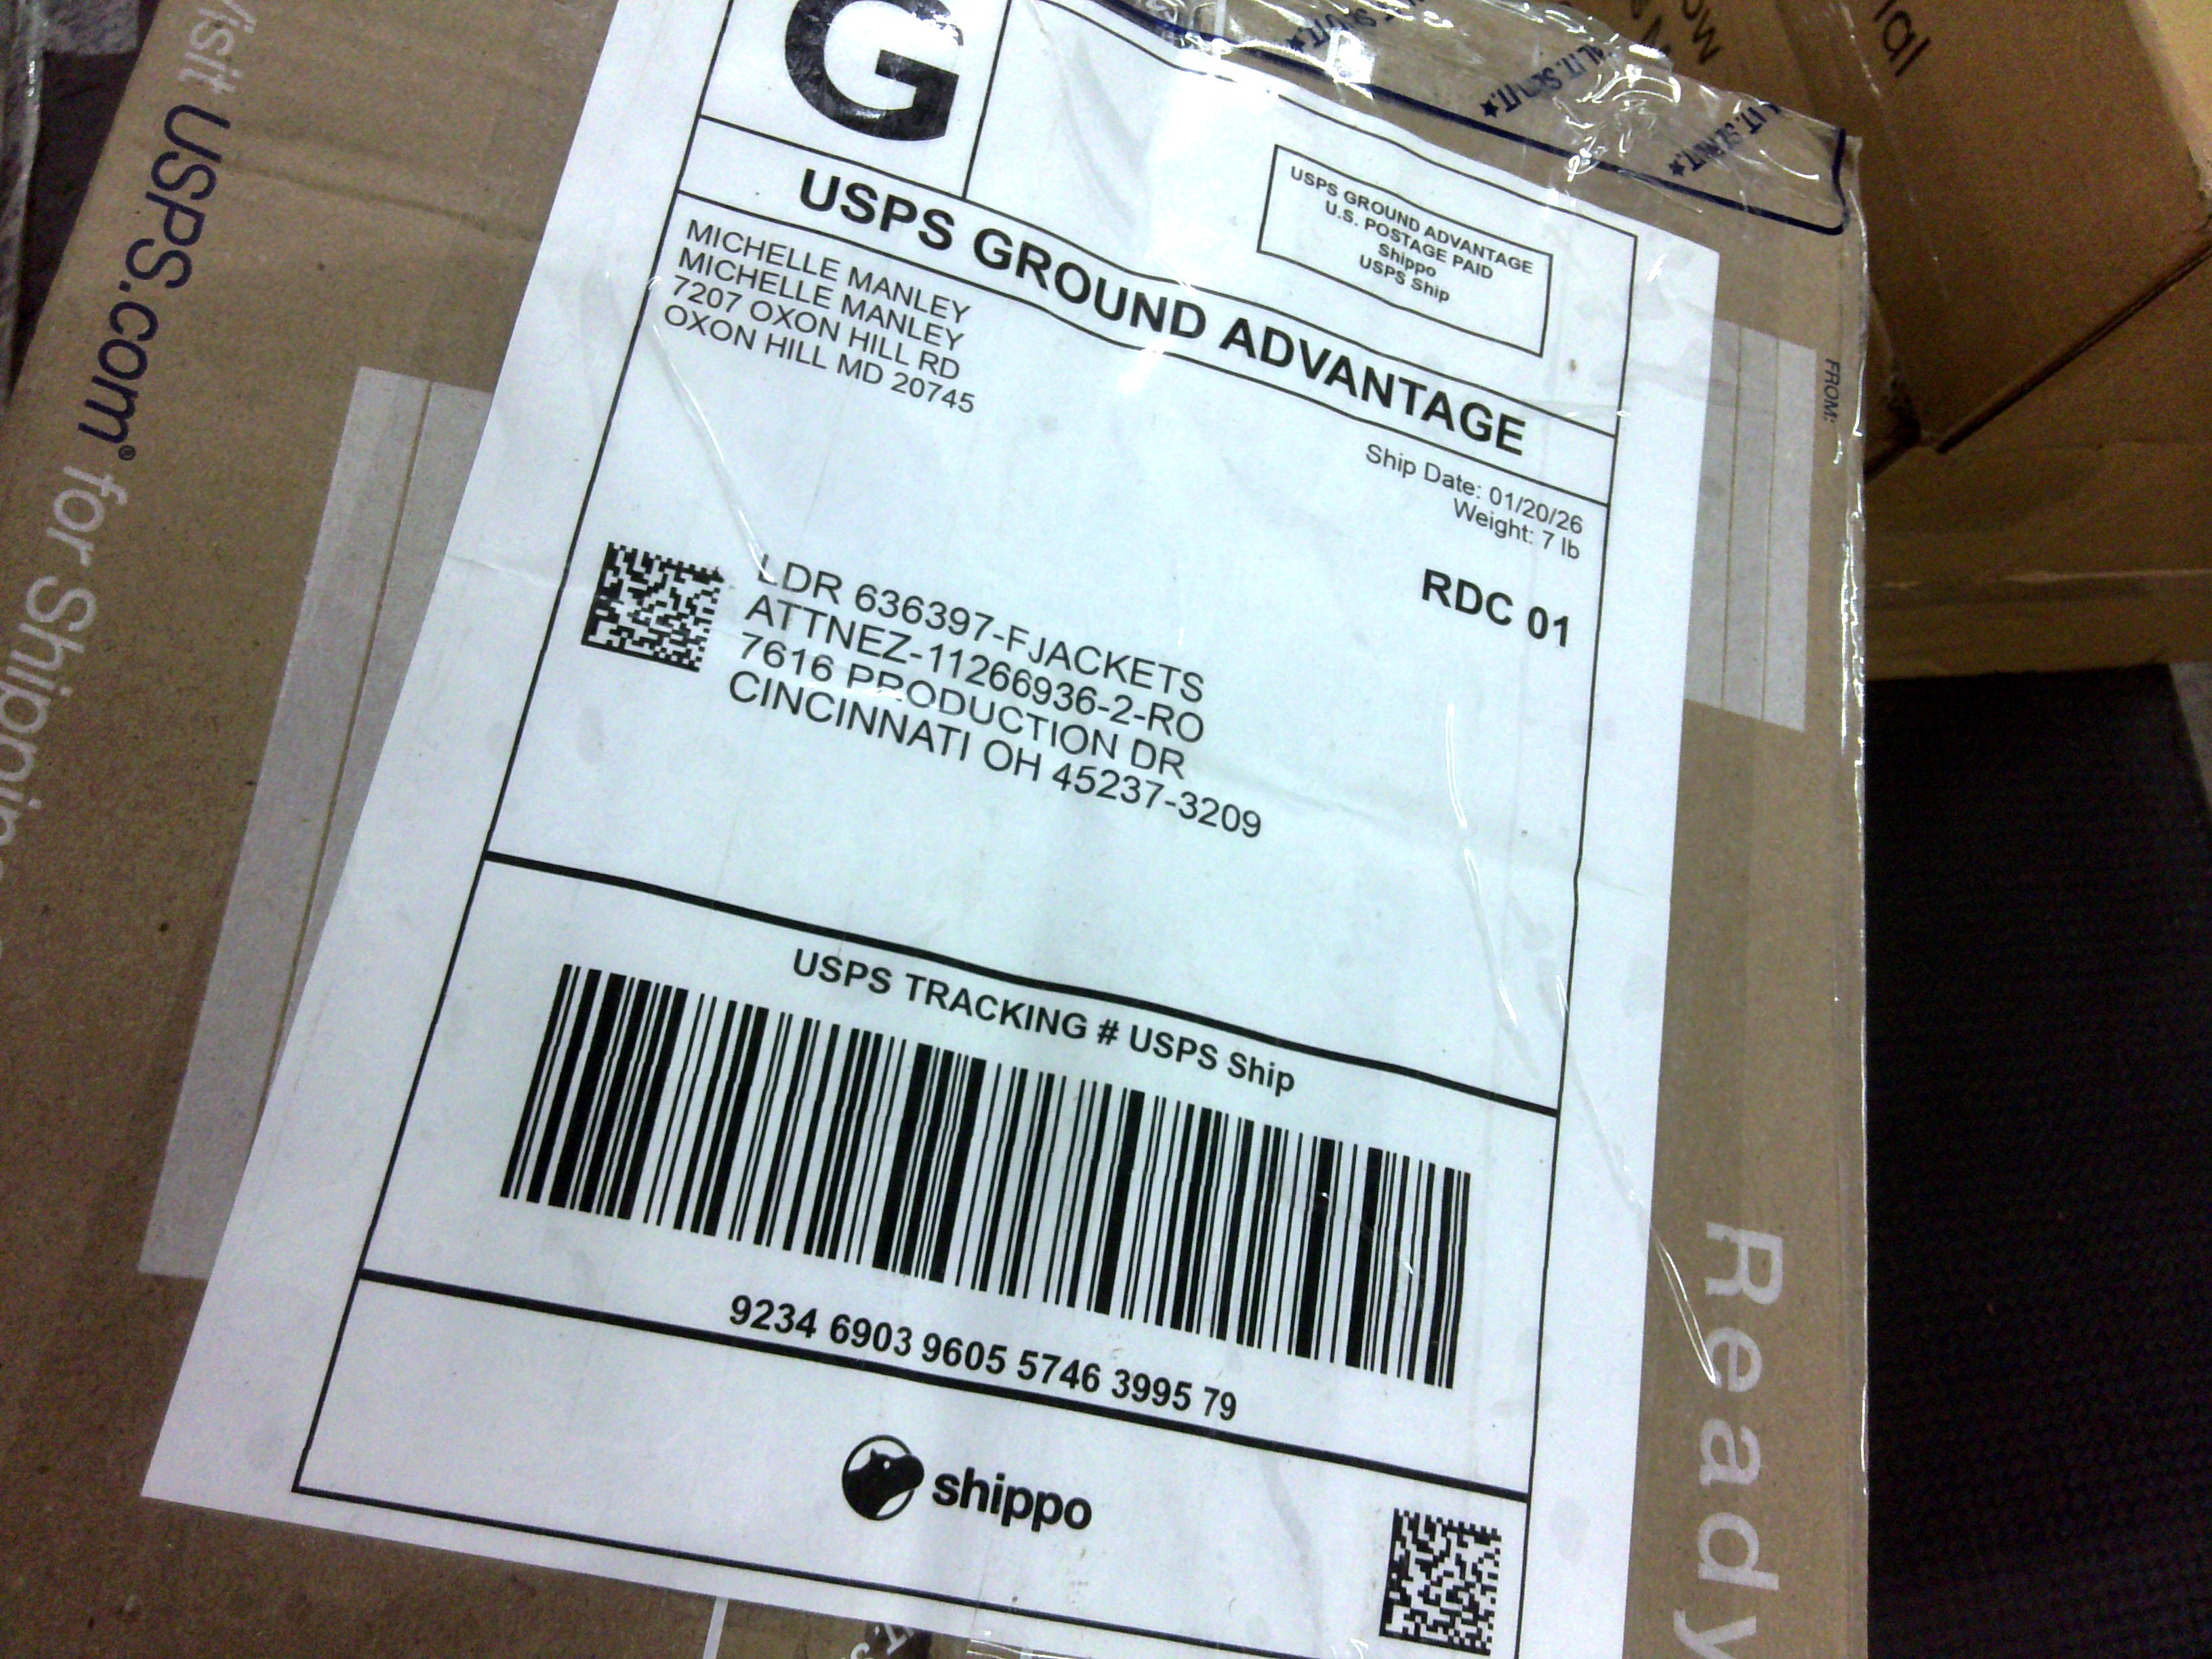 G
USPS GROUND ADVANTAGE
U.S. POSTAGE PAID
Shippo
USPS Ship
USPS GROUND ADVANTAGE
MICHELLE MANLEY
MICHELLE MANLEY
7207 OXON HILL RD
OXON HILL MD 20745
Ship Date: 01/20/26
Weight: 7 lb
RDC 01
LDR 636397-FJACKETS
ATTNEZ-11266936-2-RO
7616 PRODUCTION DR
CINCINNATI OH 45237-3209
USPS TRACKING # USPS Ship
9234 6903 9605 5746 3995 79
shippo
Visit USPS.com® for Shipping
FROM:
Ready